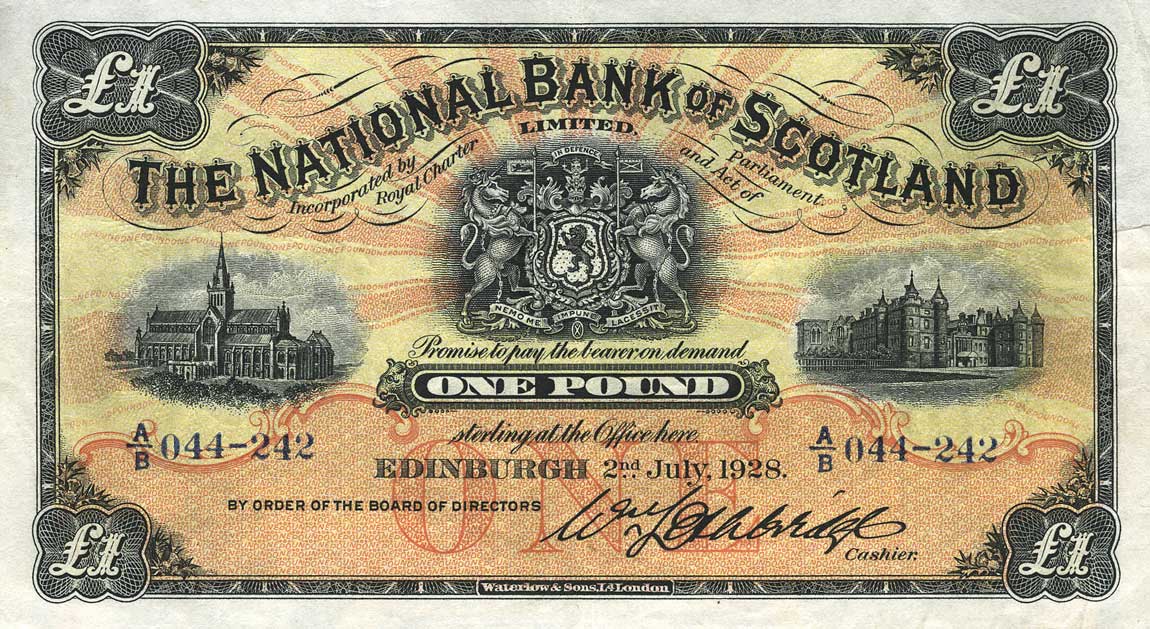 £1 £1
THE NATIONAL BANK OF SCOTLAND
LIMITED.
Incorporated by Royal Charter
and Act of Parliament.
IN DEFENCE
NEMO ME IMPUNE LACESSIT
Promise to pay the bearer on demand
ONE POUND
sterling at the Office here.
A/B 044-242 A/B 044-242
EDINBURGH 2nd July, 1928.
ONE
BY ORDER OF THE BOARD OF DIRECTORS
Cashier.
£1 £1
Waterlow & Sons, Ld London